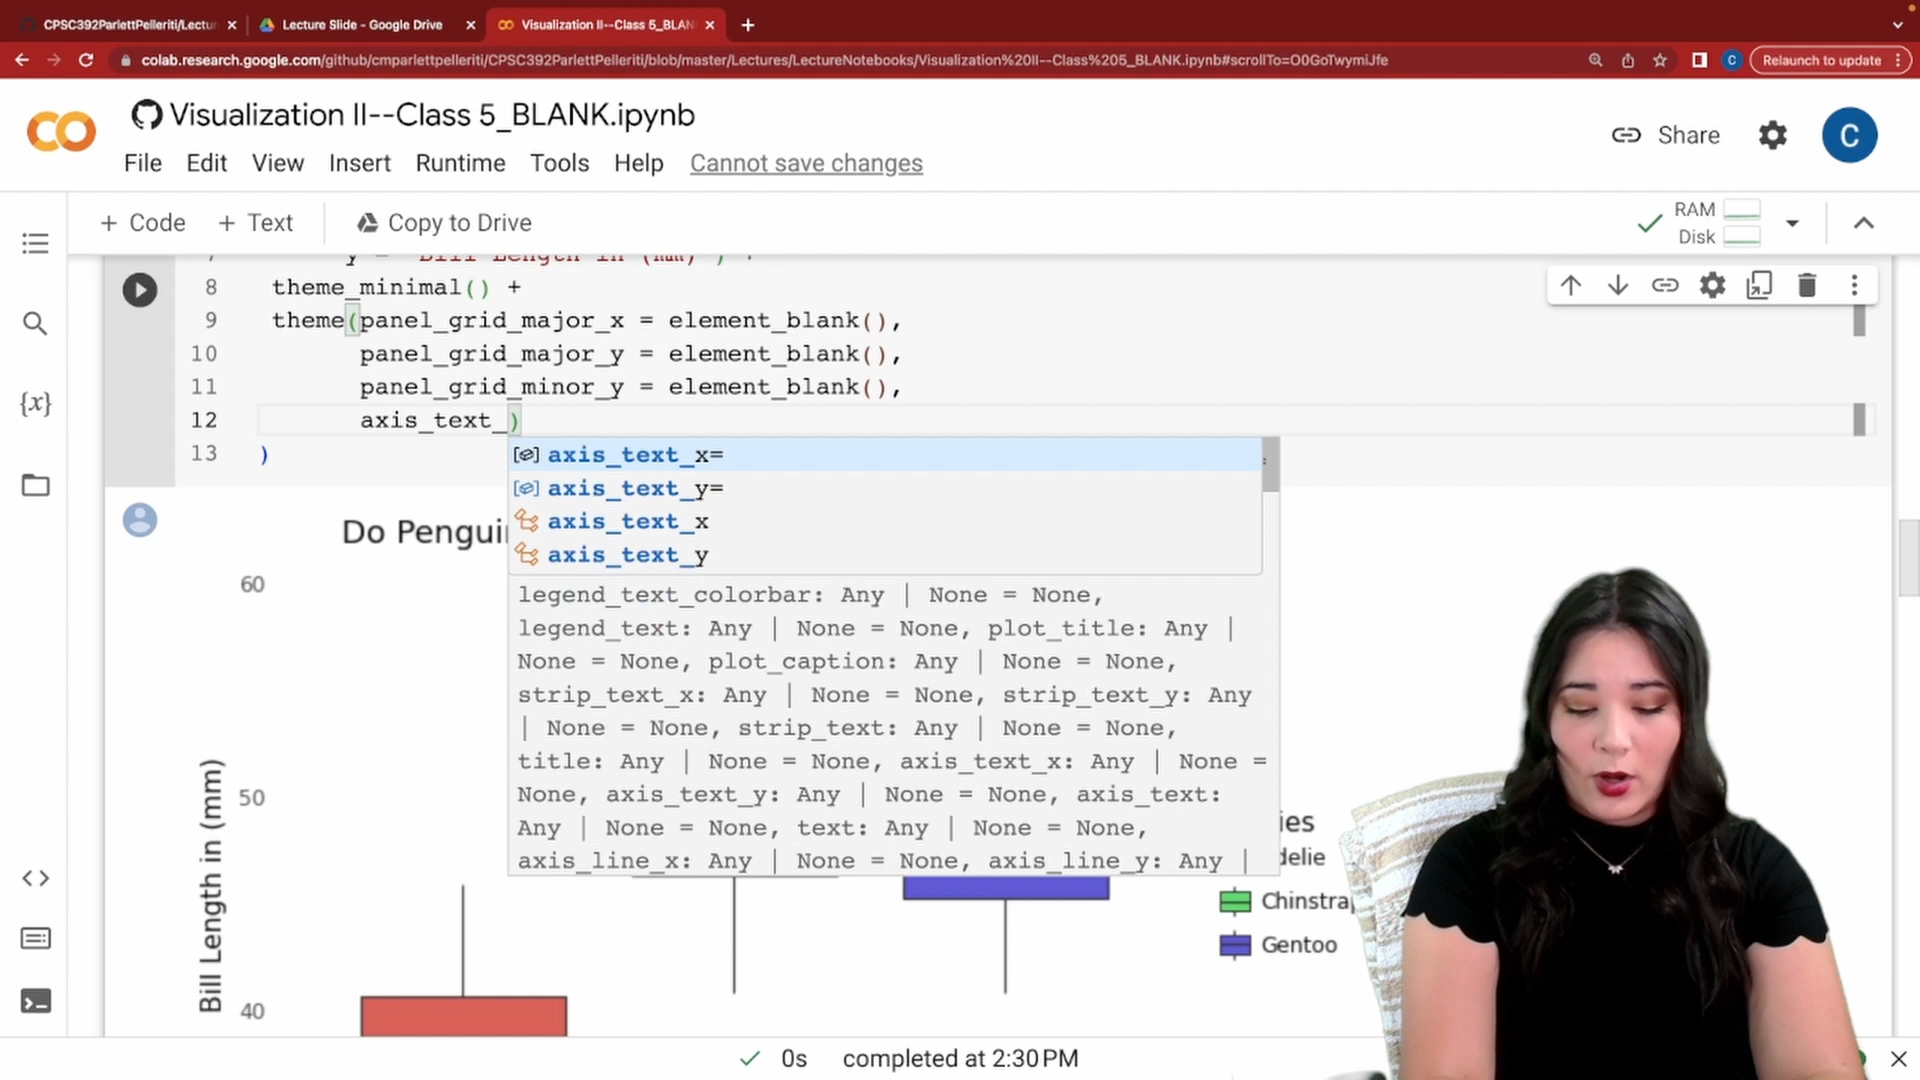 CPSC392ParlettPelleriti/Lectur
Lecture Slide - Google Drive
Visualization II--Class 5_BLAN
colab.research.google.com/github/cmparlettpelleriti/CPSC392ParlettPelleriti/blob/master/Lectures/LectureNotebooks/Visualization%20II--Class%205_BLANK.ipynb#scrollTo=O0GoTwymiJfe
C
Relaunch to update
Visualization II--Class 5_BLANK.ipynb
Share
C
File Edit View Insert Runtime Tools Help Cannot save changes
+ Code + Text Copy to Drive
RAM
Disk
y = "Bill Length in (mm)") +
8 theme_minimal() +
9 theme(panel_grid_major_x = element_blank(),
10 panel_grid_major_y = element_blank(),
11 panel_grid_minor_y = element_blank(),
12 axis_text_)
13 )
axis_text_x=
axis_text_y=
axis_text_x
axis_text_y
legend_text_colorbar: Any | None = None,
legend_text: Any | None = None, plot_title: Any |
None = None, plot_caption: Any | None = None,
strip_text_x: Any | None = None, strip_text_y: Any
| None = None, strip_text: Any | None = None,
title: Any | None = None, axis_text_x: Any | None =
None, axis_text_y: Any | None = None, axis_text:
Any | None = None, text: Any | None = None,
axis_line_x: Any | None = None, axis_line_y: Any |
Do Penguin
60
50
40
Bill Length in (mm)
ies
delie
Chinstrap
Gentoo
0s completed at 2:30 PM